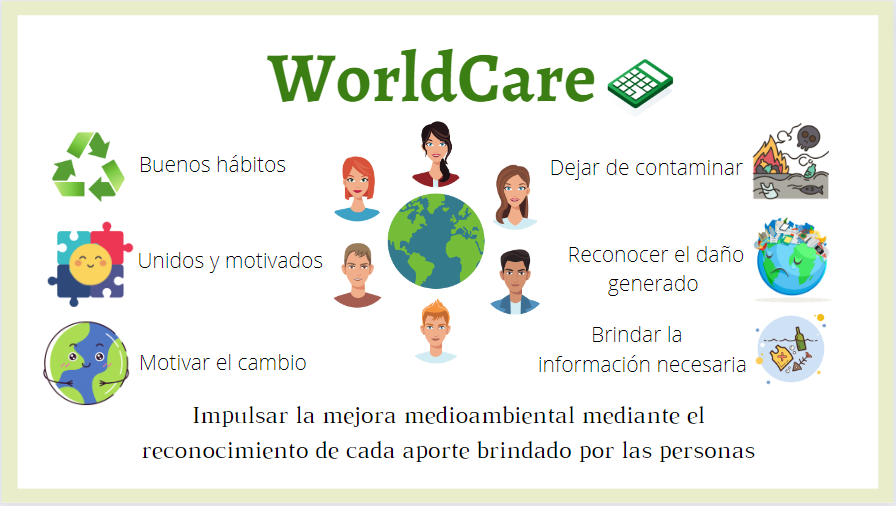 WorldCare
Buenos hábitos
Unidos y motivados
Motivar el cambio
Dejar de contaminar
Reconocer el daño
generado
Brindar la
información necesaria
Impulsar la mejora medioambiental mediante el
reconocimiento de cada aporte brindado por las personas